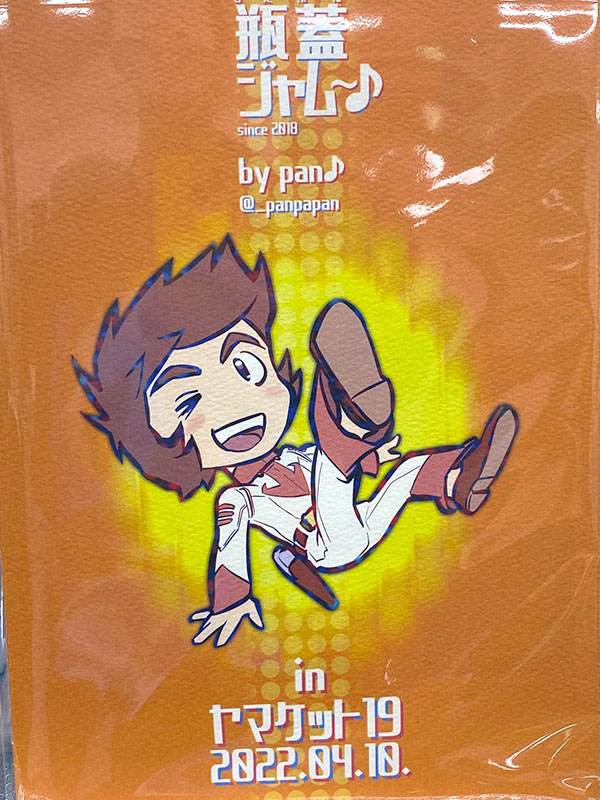 瓶蓋
ジャム〜♪
since 2018
by pan♪
@_panpapan
in
ヤマケット19
2022.04.10.